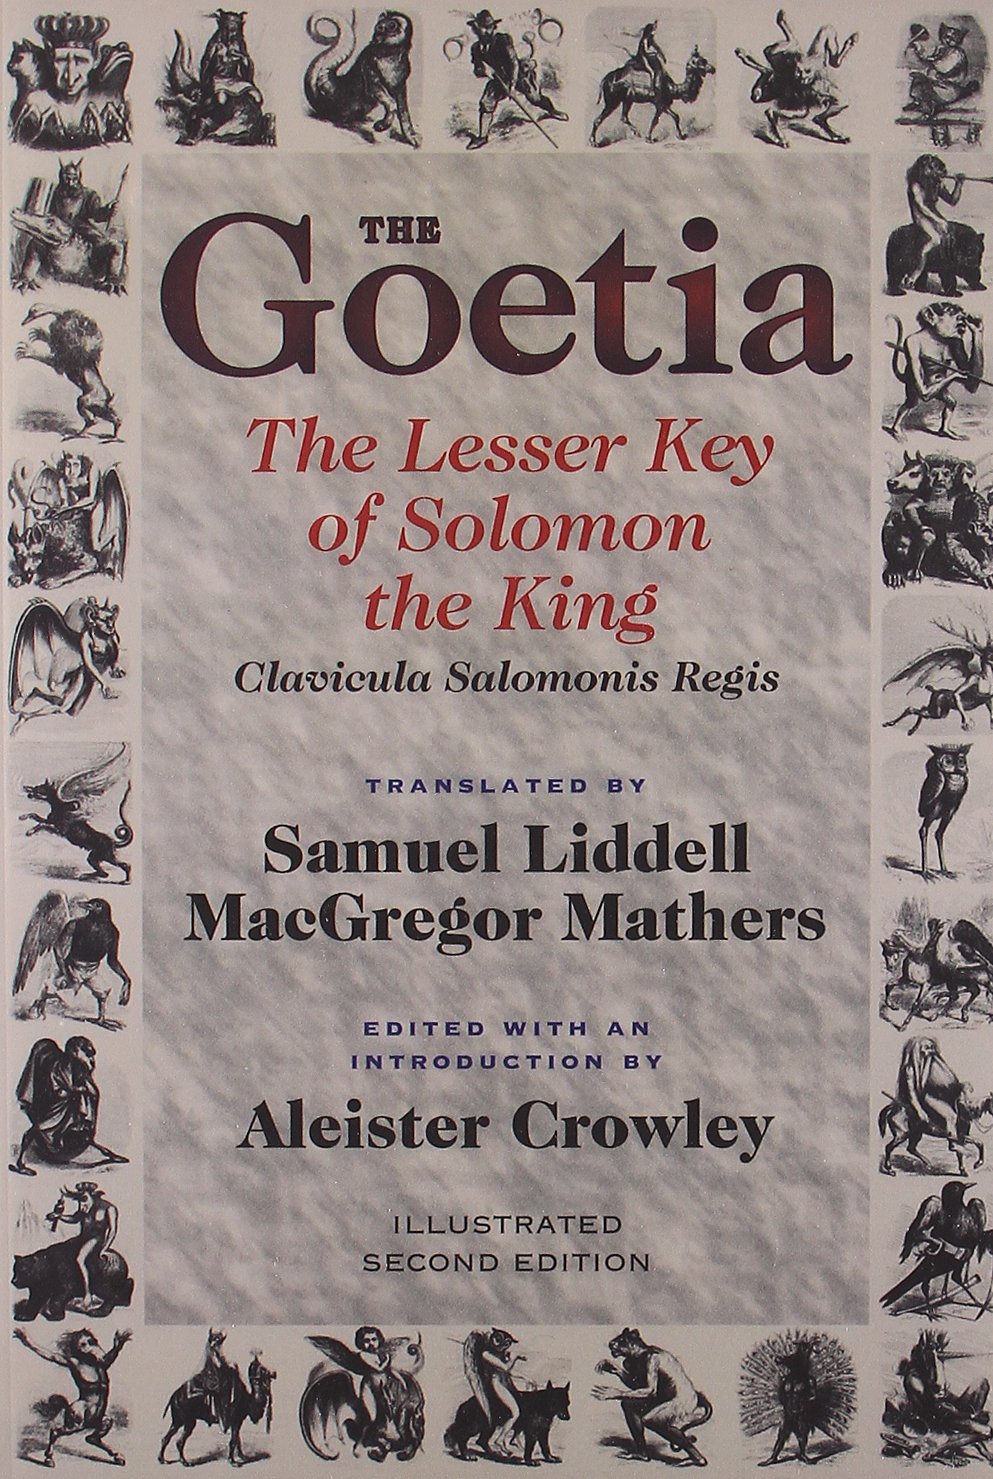 THE
Goetia
The Lesser Key
of Solomon
the King
Clavicula Salomonis Regis
TRANSLATED BY
Samuel Liddell
MacGregor Mathers
EDITED WITH AN
INTRODUCTION BY
Aleister Crowley
ILLUSTRATED
SECOND EDITION